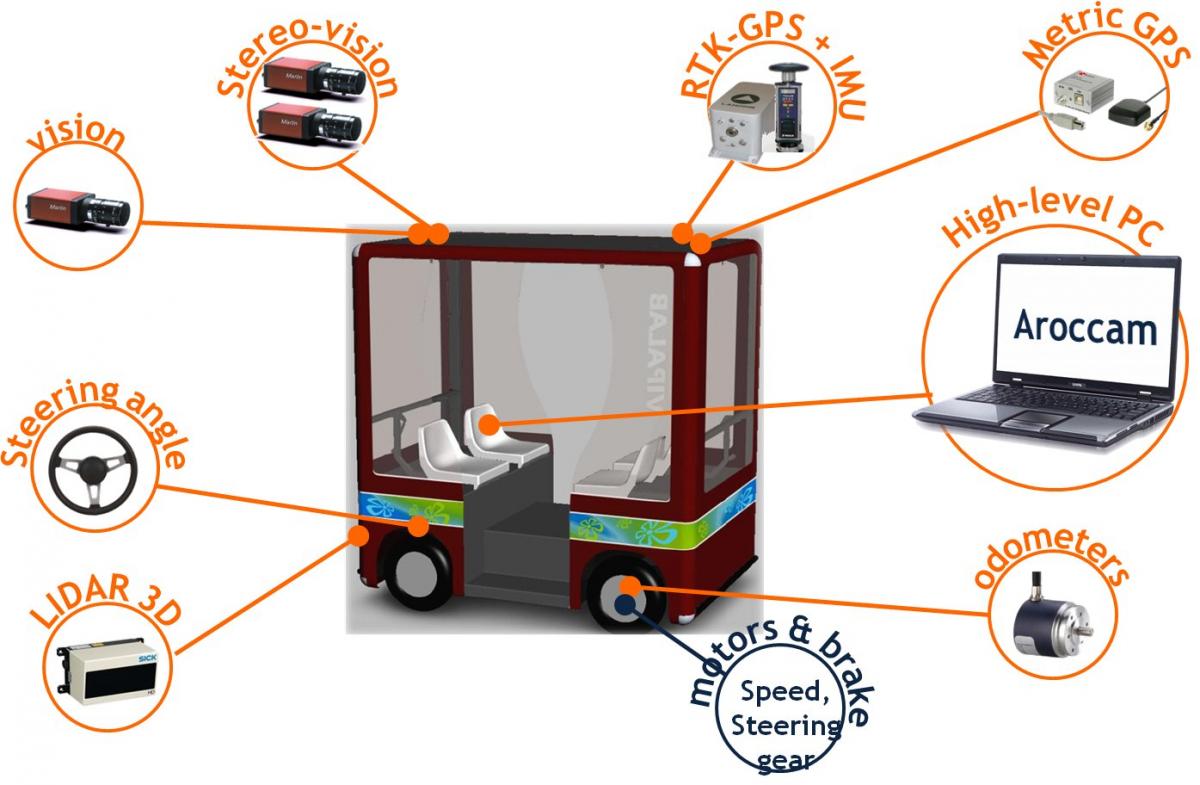 Stereo-vision
Marlin
Marlin
RTK-GPS + IMU
Metric GPS
vision
Marlin
High-level PC
Aroccam
VIPALAB
Steering angle
LIDAR 3D
SICK
odometers
motors & brake
Speed,
Steering
gear